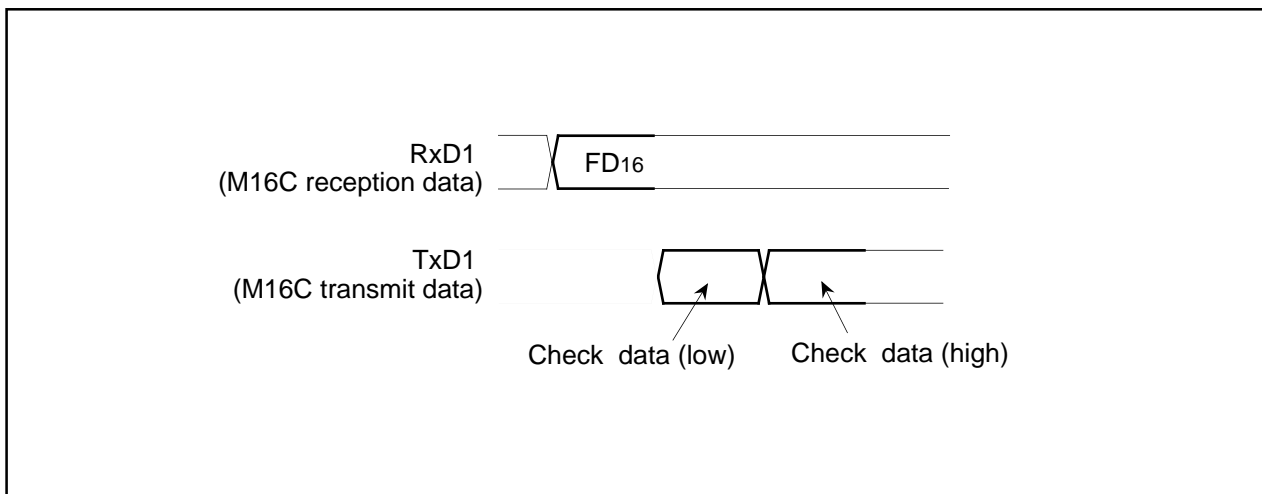 RxD1
(M16C reception data)
FD16
TxD1
(M16C transmit data)
Check data (low)
Check data (high)